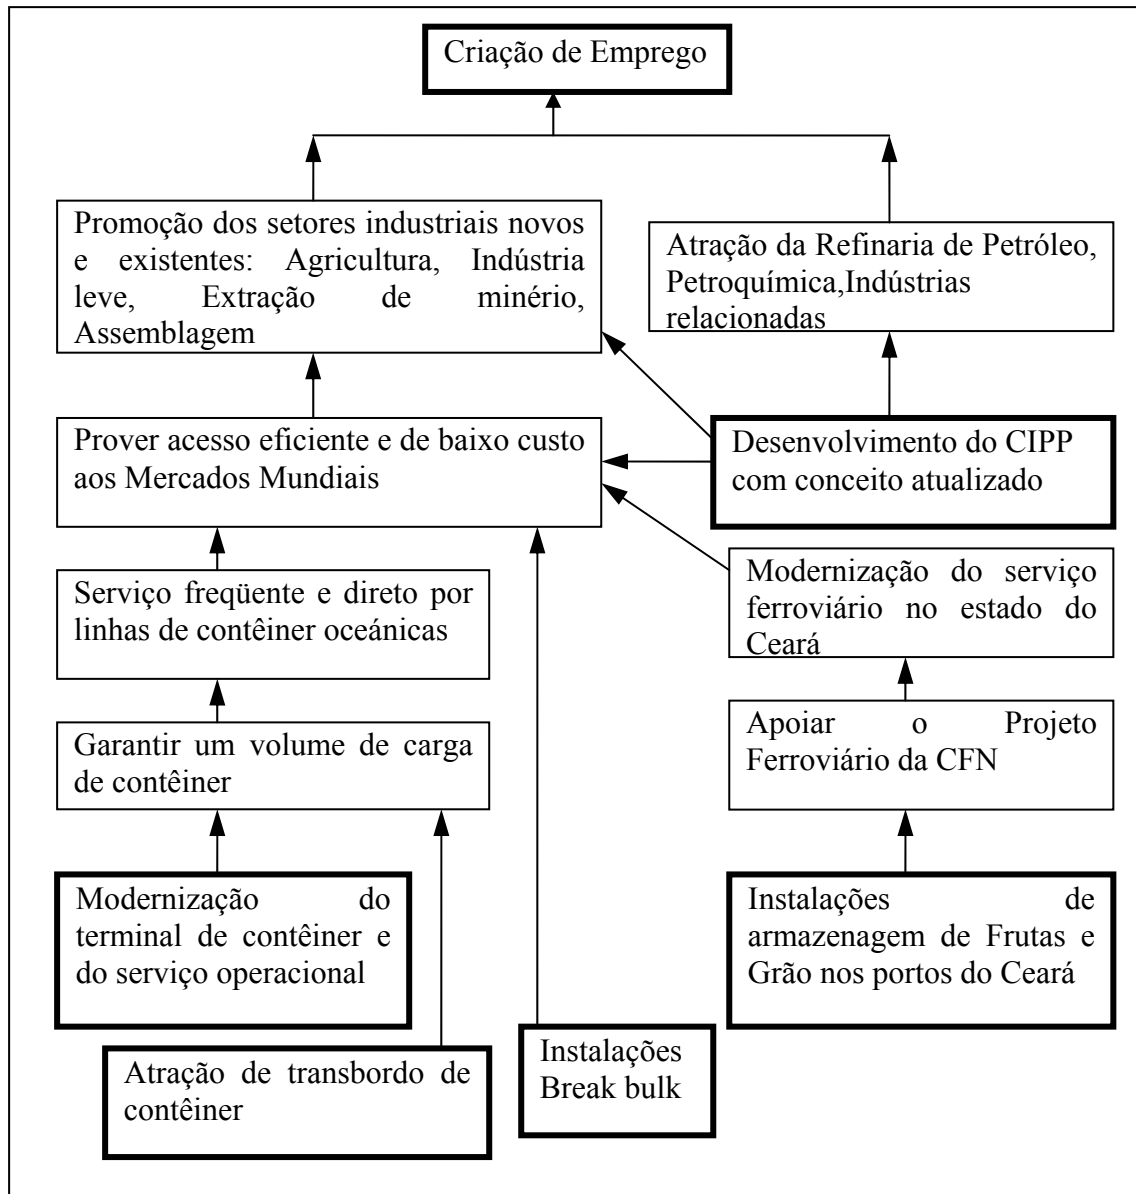 Criação de Emprego
Promoção dos setores industriais novos
e existentes: Agricultura, Indústria
leve, Extração de minério,
Assemblagem
Atração da Refinaria de Petróleo,
Petroquímica,Indústrias
relacionadas
Prover acesso eficiente e de baixo custo
aos Mercados Mundiais
Desenvolvimento do CIPP
com conceito atualizado
Serviço freqüente e direto por
linhas de contêiner oceánicas
Modernização do serviço
ferroviário no estado do
Ceará
Garantir um volume de carga
de contêiner
Apoiar o Projeto
Ferroviário da CFN
Modernização do
terminal de contêiner e
do serviço operacional
Instalações de
armazenagem de Frutas e
Grão nos portos do Ceará
Atração de transbordo de
contêiner
Instalações
Break bulk